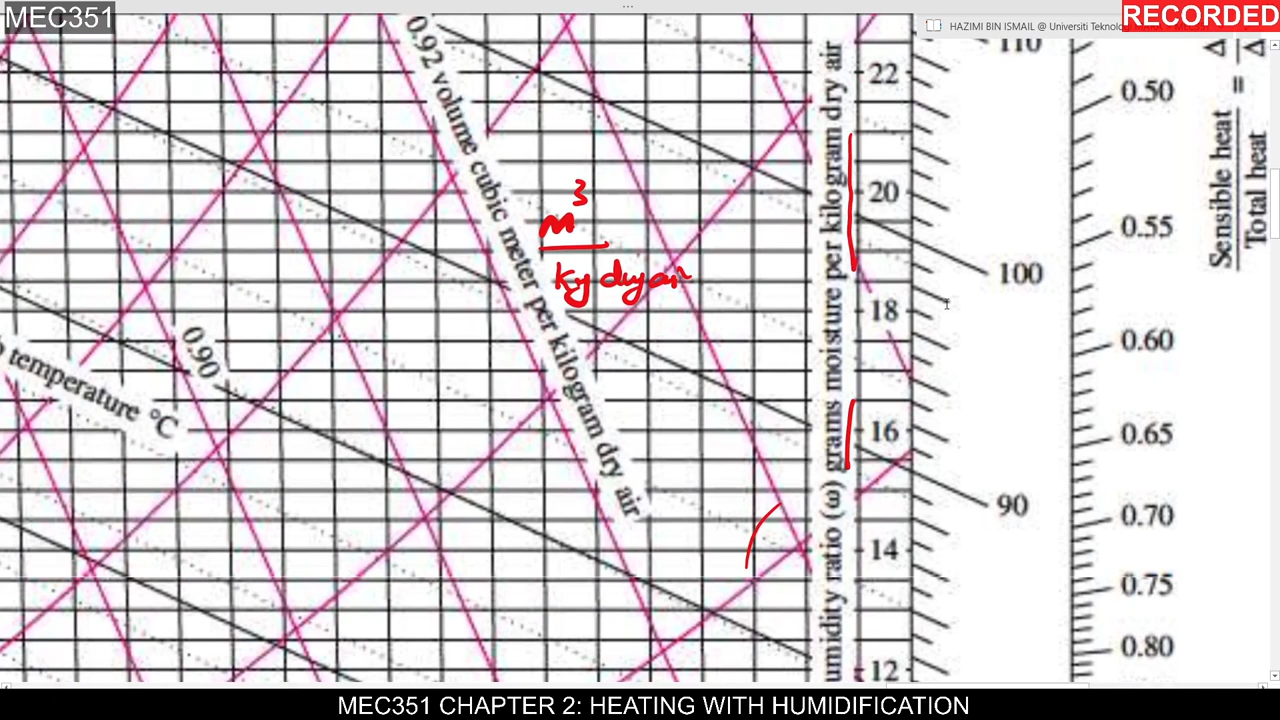 MEC351
RECORDED
HAZIMI BIN ISMAIL @ Universiti
110
22
20
18
16
14
12
100
90
0.50
0.55
0.60
0.65
0.70
0.75
0.80
Sensible heat
Total heat
=
Δ
Δ
0.92 volume cubic meter per kilogram dry air
m³
kg dry air
0.90
temperature °C
umidity ratio (ω) grams moisture per kilogram dry air
MEC351 CHAPTER 2: HEATING WITH HUMIDIFICATION